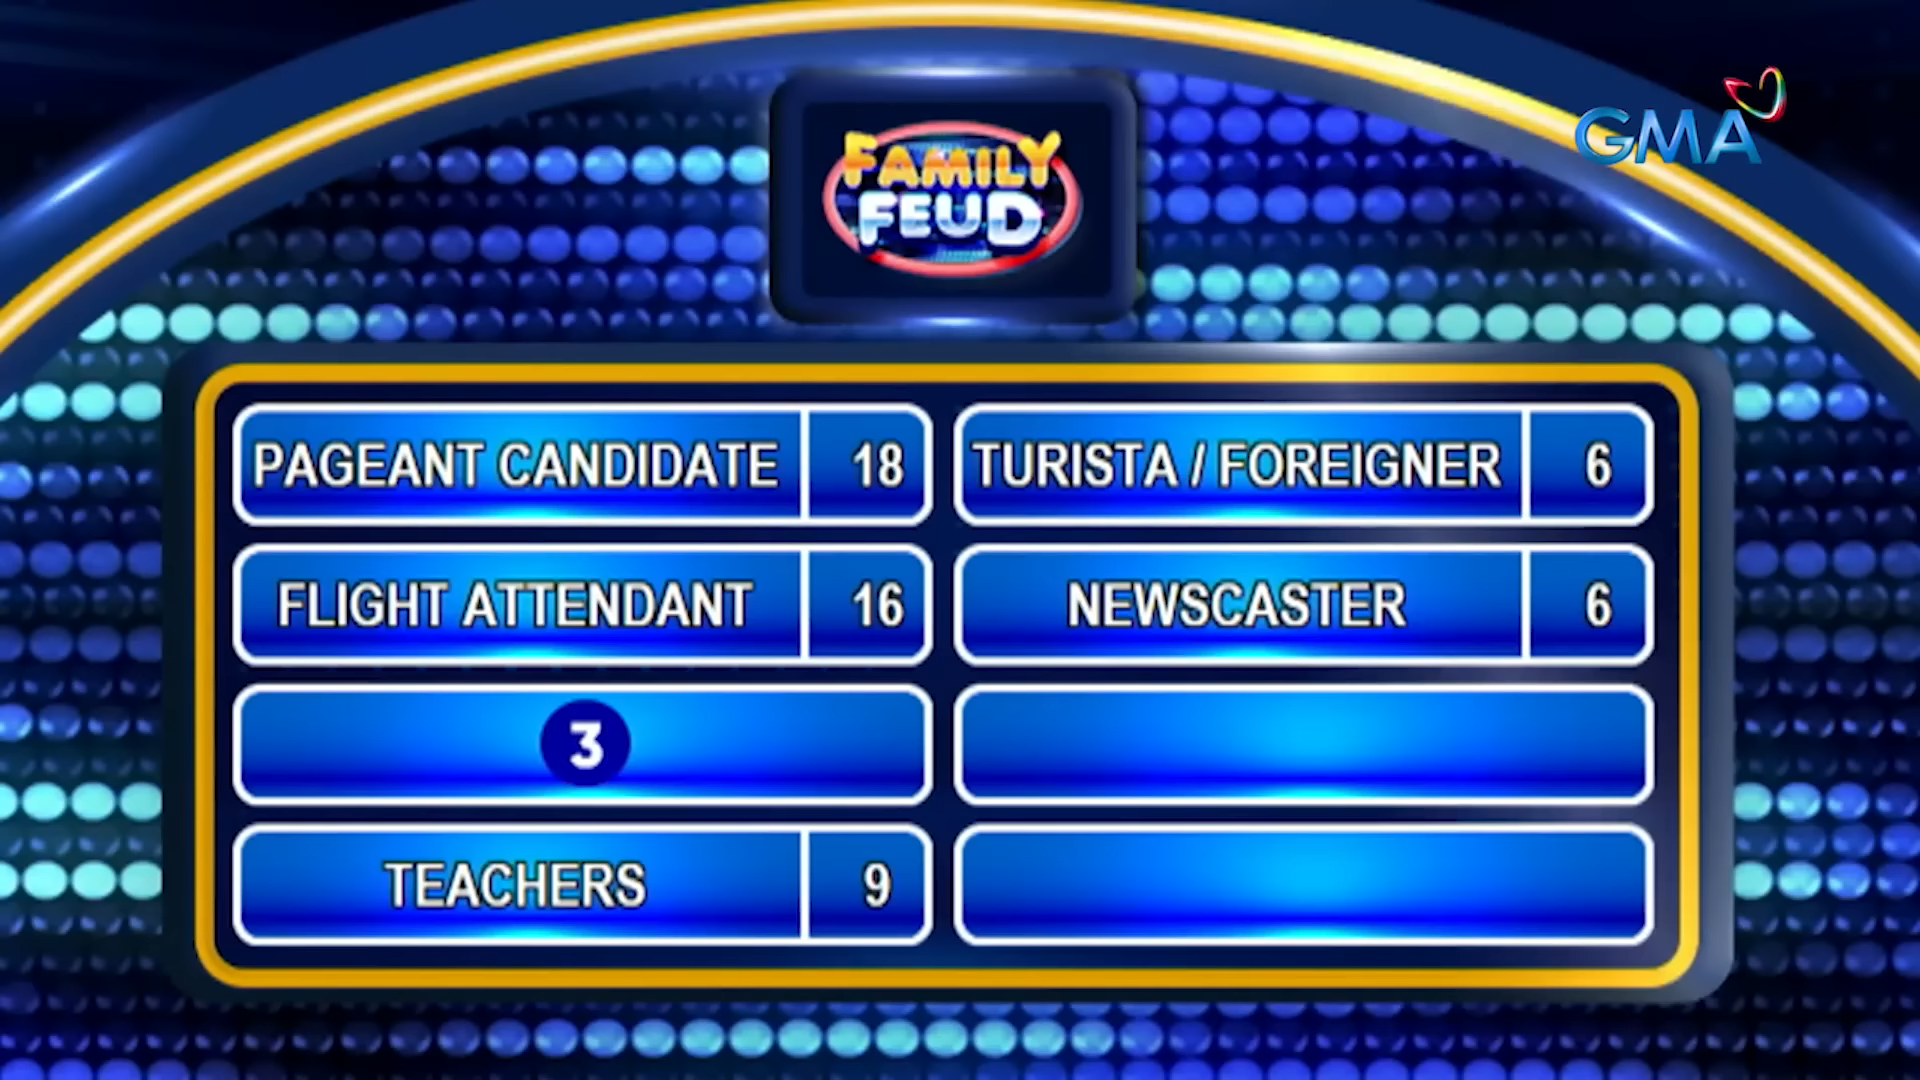 GMA
FAMILY
FEUD
PAGEANT CANDIDATE 18
FLIGHT ATTENDANT 16
3
TEACHERS 9
TURISTA / FOREIGNER 6
NEWSCASTER 6